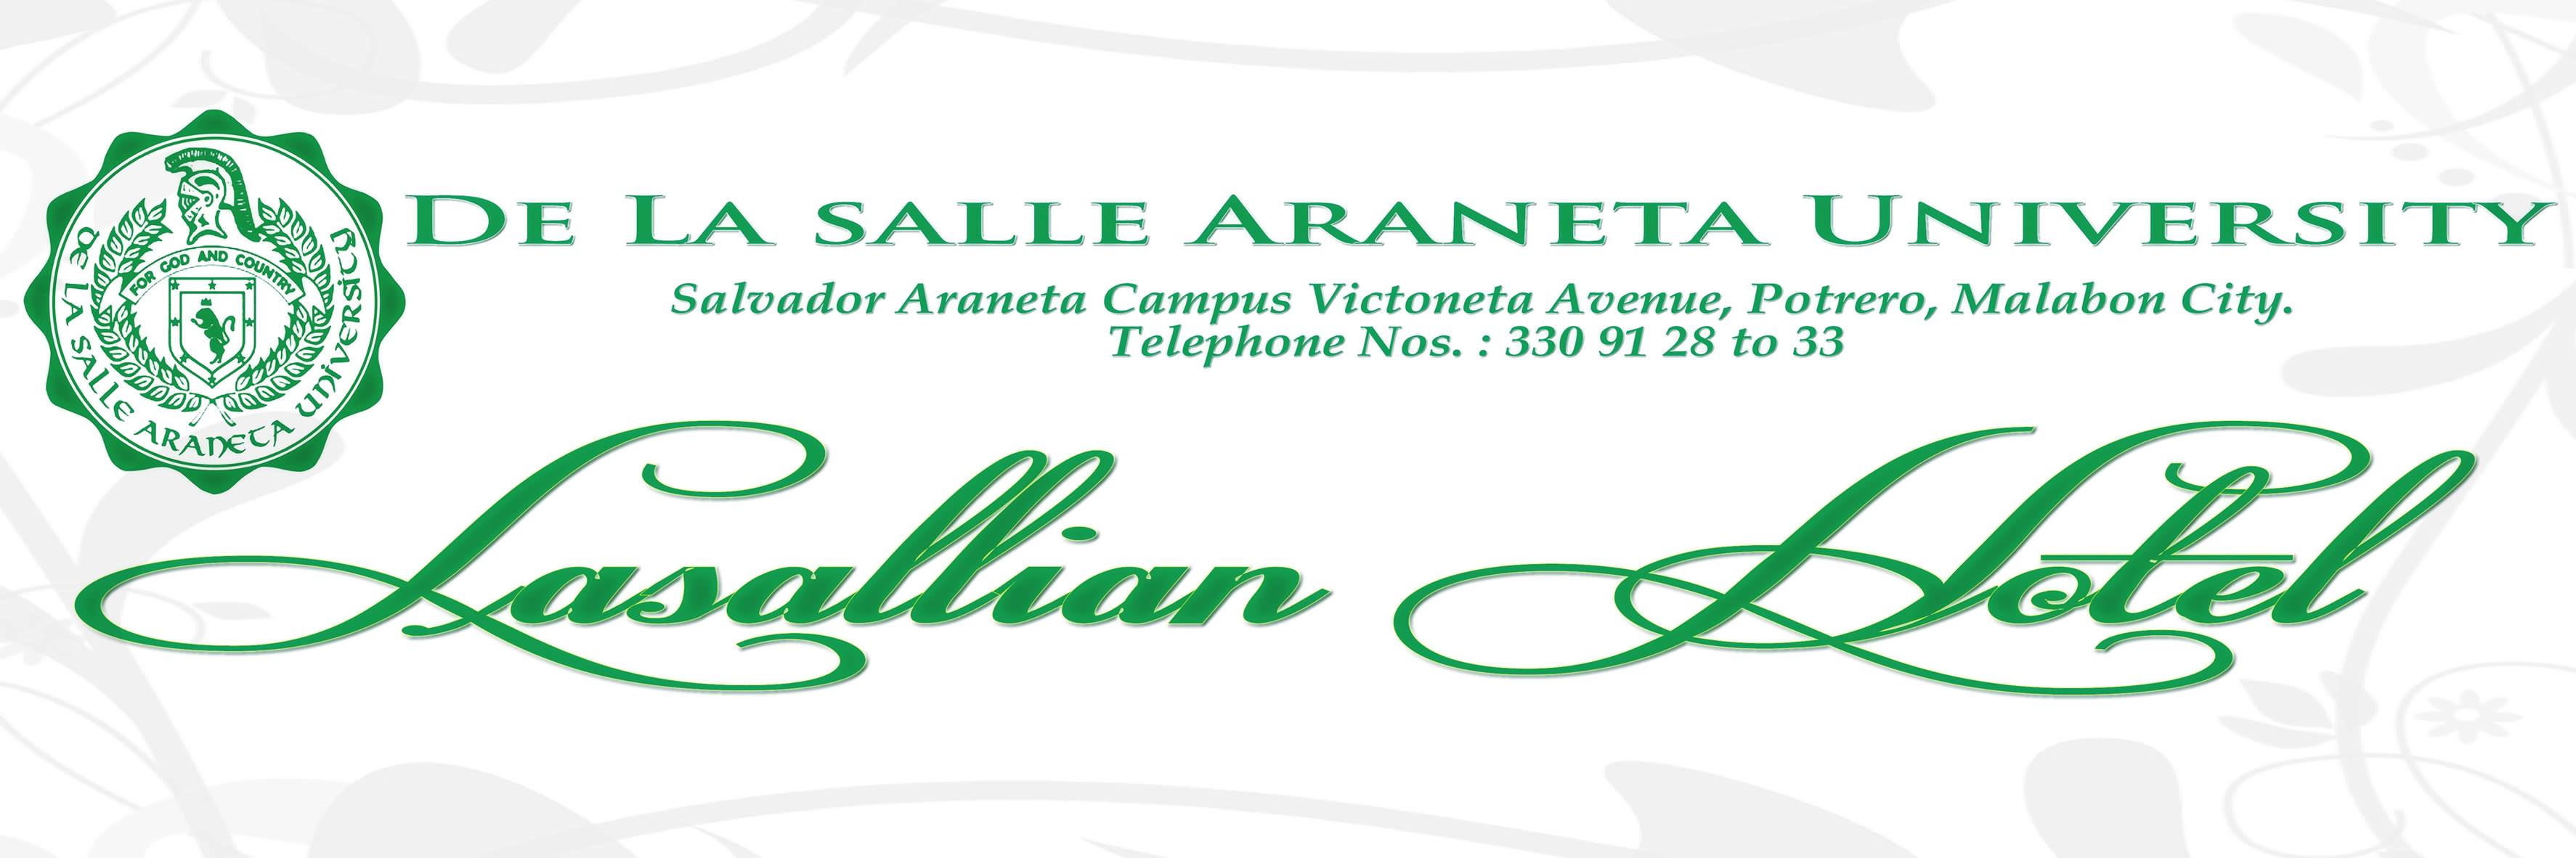 De La salle Araneta University
Salvador Araneta Campus Victoneta Avenue, Potrero, Malabon City.
Telephone Nos. : 330 91 28 to 33
FOR GOD AND COUNTRY
De LA SALLE ARANETA UNIVERSITY
Lasallian Hotel